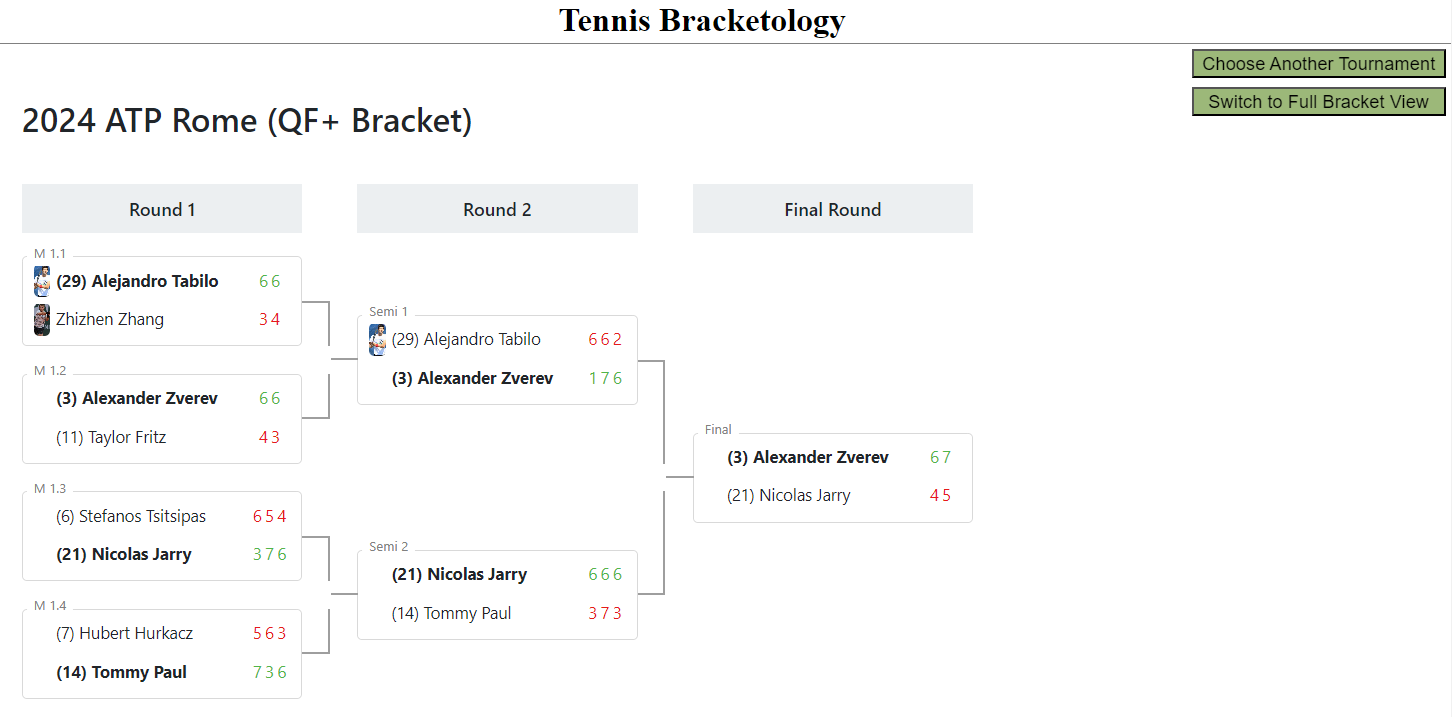 Tennis Bracketology
Choose Another Tournament
Switch to Full Bracket View
2024 ATP Rome (QF+ Bracket)
Round 1
Round 2
Final Round
M 1.1
(29) Alejandro Tabilo 6 6
Zhizhen Zhang 3 4
M 1.2
(3) Alexander Zverev 6 6
(11) Taylor Fritz 4 3
M 1.3
(6) Stefanos Tsitsipas 6 5 4
(21) Nicolas Jarry 3 7 6
M 1.4
(7) Hubert Hurkacz 5 6 3
(14) Tommy Paul 7 3 6
Semi 1
(29) Alejandro Tabilo 6 6 2
(3) Alexander Zverev 1 7 6
Semi 2
(21) Nicolas Jarry 6 6 6
(14) Tommy Paul 3 7 3
Final
(3) Alexander Zverev 6 7
(21) Nicolas Jarry 4 5